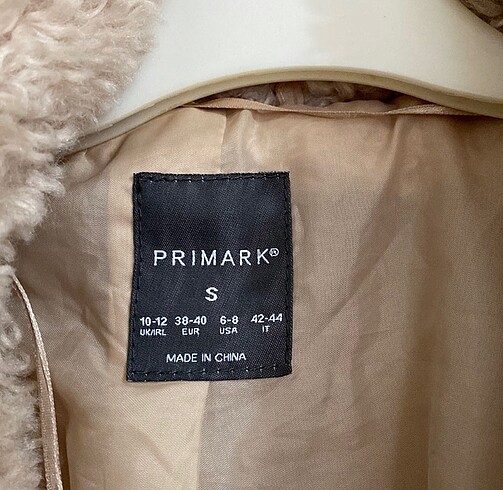 PRIMARK®
S
10-12 38-40 6-8 42-44
UK/IRL EUR USA IT
MADE IN CHINA